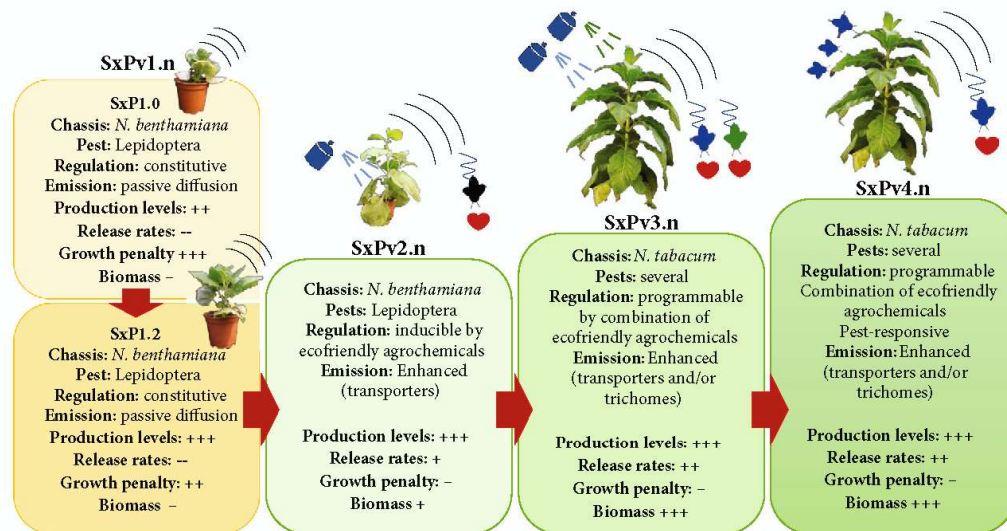 SxPv1.n
SxP1.0
Chassis: N. benthamiana
Pest: Lepidoptera
Regulation: constitutive
Emission: passive diffusion
Production levels: ++
Release rates: --
Growth penalty +++
Biomass –
SxP1.2
Chassis: N. benthamiana
Pest: Lepidoptera
Regulation: constitutive
Emission: passive diffusion
Production levels: +++
Release rates: --
Growth penalty: ++
Biomass –
SxPv2.n
Chassis: N. benthamiana
Pests: Lepidoptera
Regulation: inducible by
ecofriendly agrochemicals
Emission: Enhanced
(transporters)
Production levels: +++
Release rates: +
Growth penalty: –
Biomass +
SxPv3.n
Chassis: N. tabacum
Pests: several
Regulation: programmable
by combination of
ecofriendly agrochemicals
Emission: Enhanced
(transporters and/or
trichomes)
Production levels: +++
Release rates: ++
Growth penalty: –
Biomass +++
SxPv4.n
Chassis: N. tabacum
Pests: several
Regulation: programmable
Combination of ecofriendly
agrochemicals
Pest-responsive
Emission: Enhanced
(transporters and/or
trichomes)
Production levels: +++
Release rates: ++
Growth penalty: –
Biomass +++